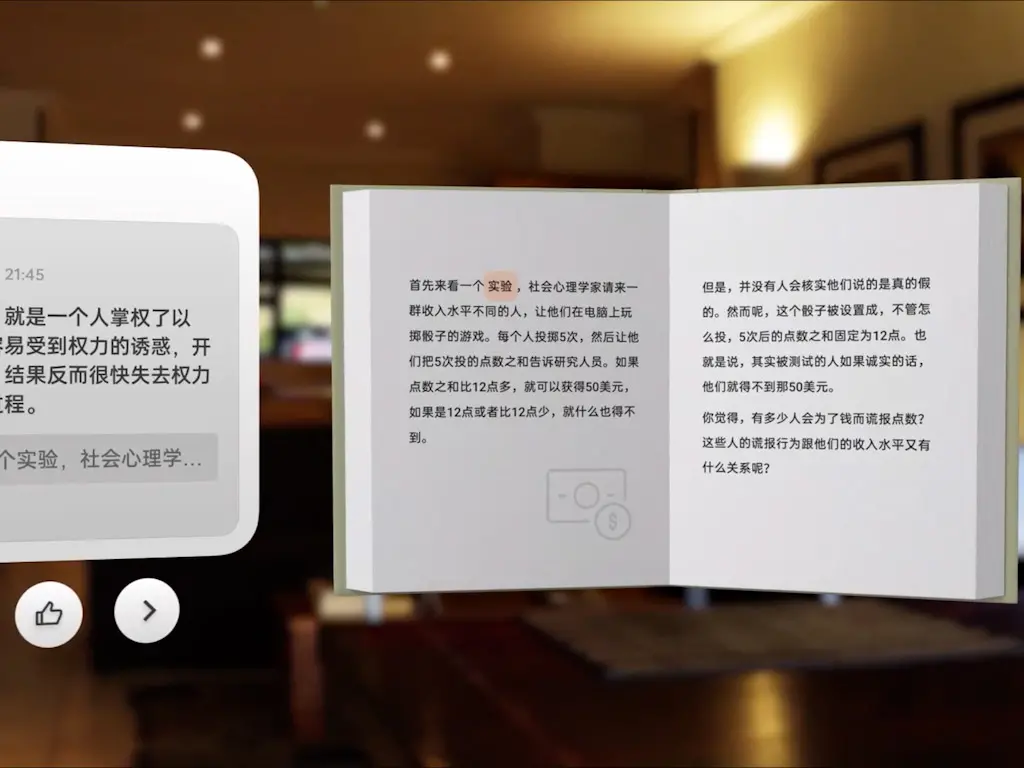 21:45
就是一个人掌权了以
易受到权力的诱惑，开
结果反而很快失去权力
程。
个实验，社会心理学…
首先来看一个实验，社会心理学家请来一
群收入水平不同的人，让他们在电脑上玩
掷骰子的游戏。每个人投掷5次，然后让他
们把5次投的点数之和告诉研究人员。如果
点数之和比12点多，就可以获得50美元，
如果是12点或者比12点少，就什么也得不
到。
$
但是，并没有人会核实他们说的是真的假
的。然而呢，这个骰子被设置成，不管怎
么投，5次后的点数之和固定为12点。也
就是说，其实被测试的人如果诚实的话，
他们就得不到那50美元。
你觉得，有多少人会为了钱而谎报点数？
这些人的谎报行为跟他们的收入水平又有
什么关系呢？